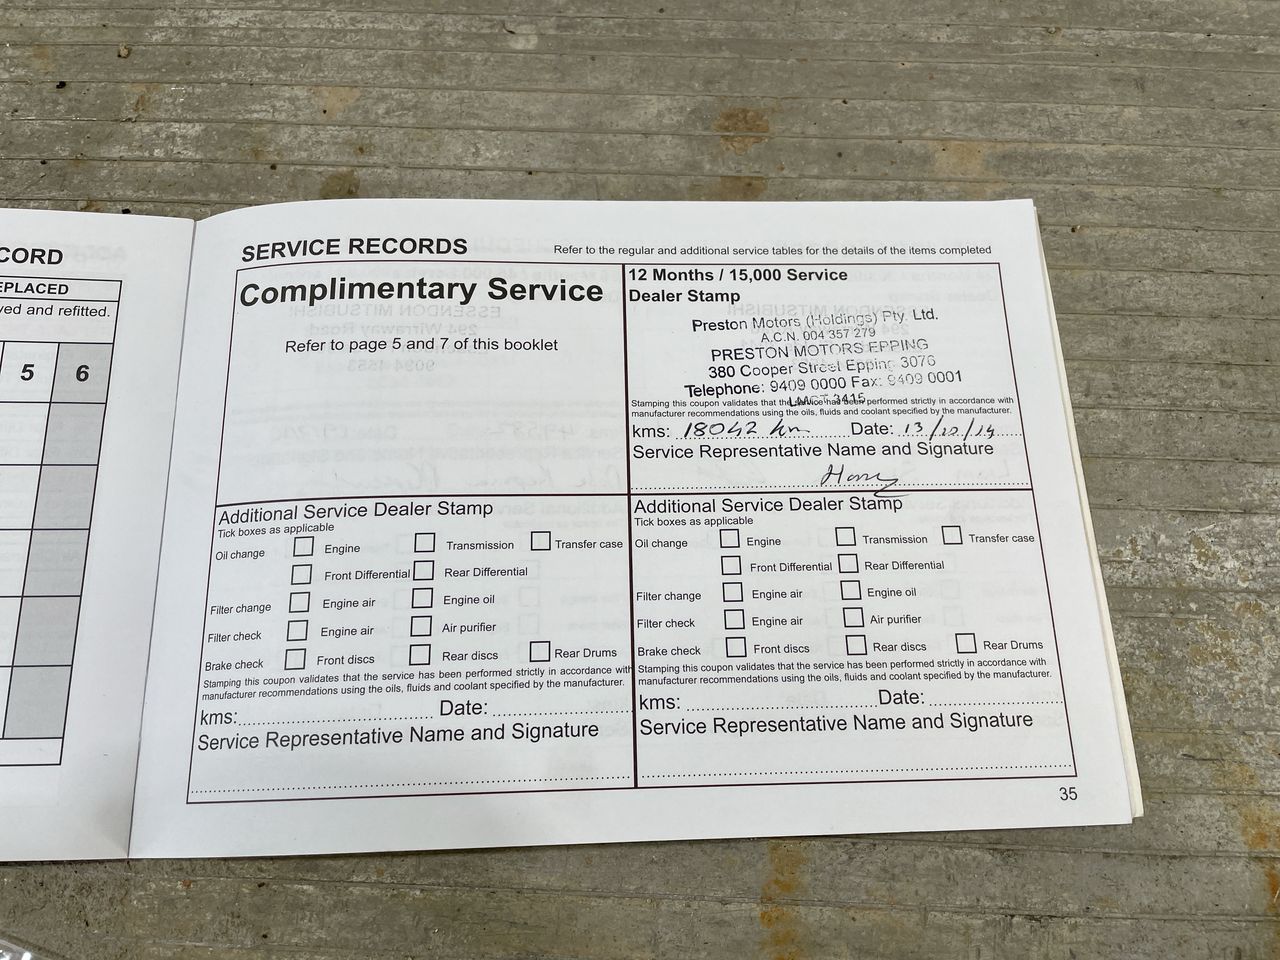 CORD
EPLACED
ved and refitted.
5 6
SERVICE RECORDS
Refer to the regular and additional service tables for the details of the items completed
Complimentary Service
Refer to page 5 and 7 of this booklet
12 Months / 15,000 Service
Dealer Stamp
Preston Motors (Holdings) Pty. Ltd.
A.C.N. 004 357 279
PRESTON MOTORS EPPING
380 Cooper Street Epping 3076
Telephone: 9409 0000 Fax: 9409 0001
LMCT 3415
Stamping this coupon validates that the service has been performed strictly in accordance with
manufacturer recommendations using the oils, fluids and coolant specified by the manufacturer.
kms: 18042 km Date: 13/10/14
Service Representative Name and Signature
Additional Service Dealer Stamp
Tick boxes as applicable
Oil change Engine Transmission Transfer case
Front Differential Rear Differential
Filter change Engine air Engine oil
Filter check Engine air Air purifier
Brake check Front discs Rear discs Rear Drums
Stamping this coupon validates that the service has been performed strictly in accordance with
manufacturer recommendations using the oils, fluids and coolant specified by the manufacturer.
kms: Date:
Service Representative Name and Signature
Additional Service Dealer Stamp
Tick boxes as applicable
Oil change Engine Transmission Transfer case
Front Differential Rear Differential
Filter change Engine air Engine oil
Filter check Engine air Air purifier
Brake check Front discs Rear discs Rear Drums
Stamping this coupon validates that the service has been performed strictly in accordance with
manufacturer recommendations using the oils, fluids and coolant specified by the manufacturer.
kms: Date:
Service Representative Name and Signature
35